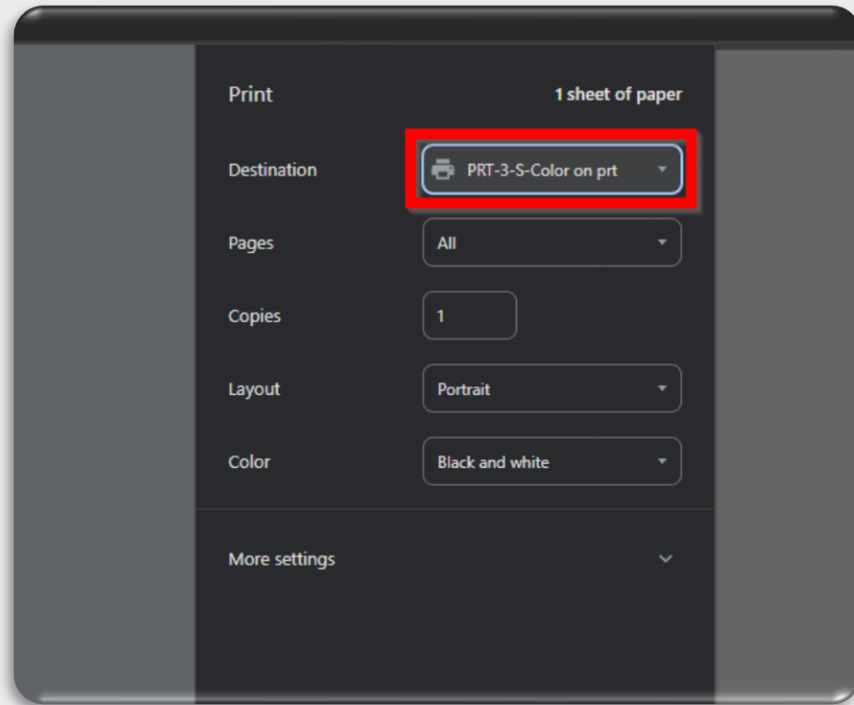 Print 1 sheet of paper
Destination PRT-3-S-Color on prt
Pages All
Copies 1
Layout Portrait
Color Black and white
More settings